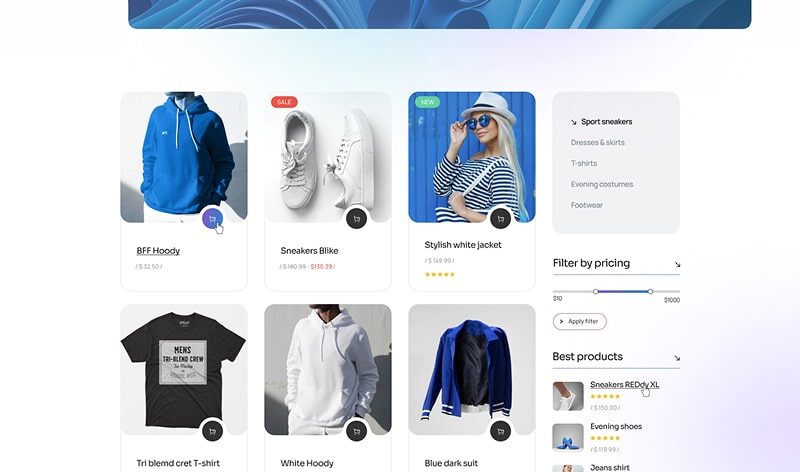 SALE
NEW
BFF Hoody
/ $ 32.50 /
Sneakers Blike
/ $ 180.99 - $130.39 /
Stylish white jacket
/ $ 149.99 /
MENS
TRI-BLEND CREW
Tri blemd cret T-shirt
White Hoody
Blue dark suit
Sport sneakers
Dresses & skirts
T-shirts
Evening costumes
Footwear
Filter by pricing
$10
$1000
Apply filter
Best products
Sneakers REDdy XL
/ $ 150.00 /
Evening shoes
/ $ 119.99 /
Jeans shirt